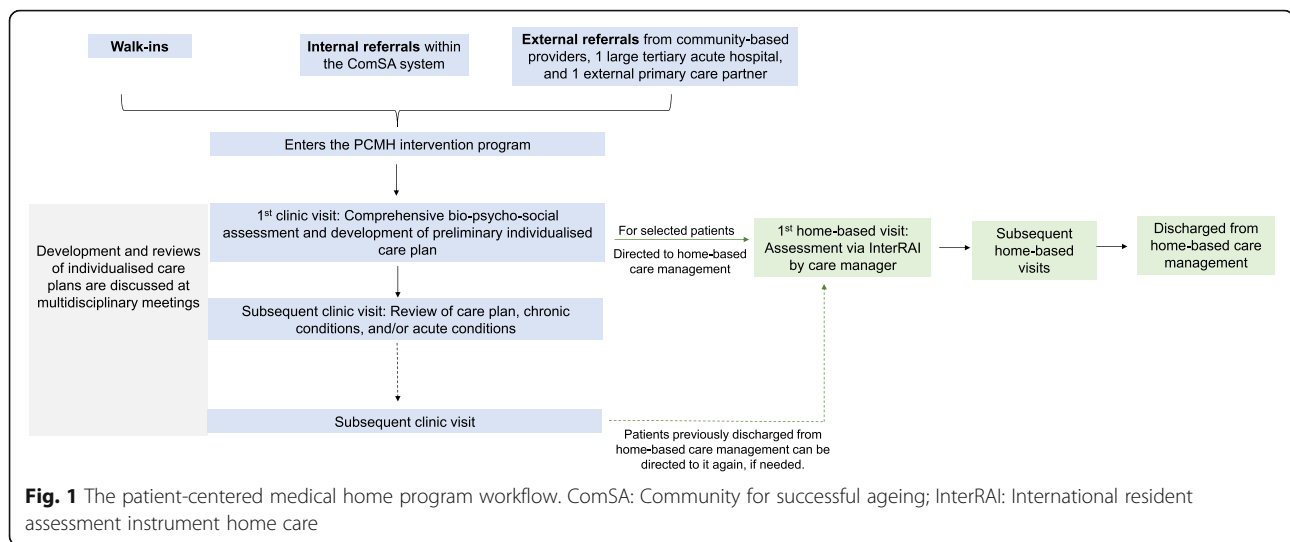 Walk-ins
Internal referrals within
the ComSA system
External referrals from community-based
providers, 1 large tertiary acute hospital,
and 1 external primary care partner
Enters the PCMH intervention program
Development and reviews
of individualised care
plans are discussed at
multidisciplinary meetings
1st clinic visit: Comprehensive bio-psycho-social
assessment and development of preliminary individualised
care plan
For selected patients
Directed to home-based
care management
1st home-based visit:
Assessment via InterRAI
by care manager
Subsequent
home-based
visits
Discharged from
home-based care
management
Subsequent clinic visit: Review of care plan, chronic
conditions, and/or acute conditions
Subsequent clinic visit
Patients previously discharged from
home-based care management can be
directed to it again, if needed.
Fig. 1 The patient-centered medical home program workflow. ComSA: Community for successful ageing; InterRAI: International resident
assessment instrument home care